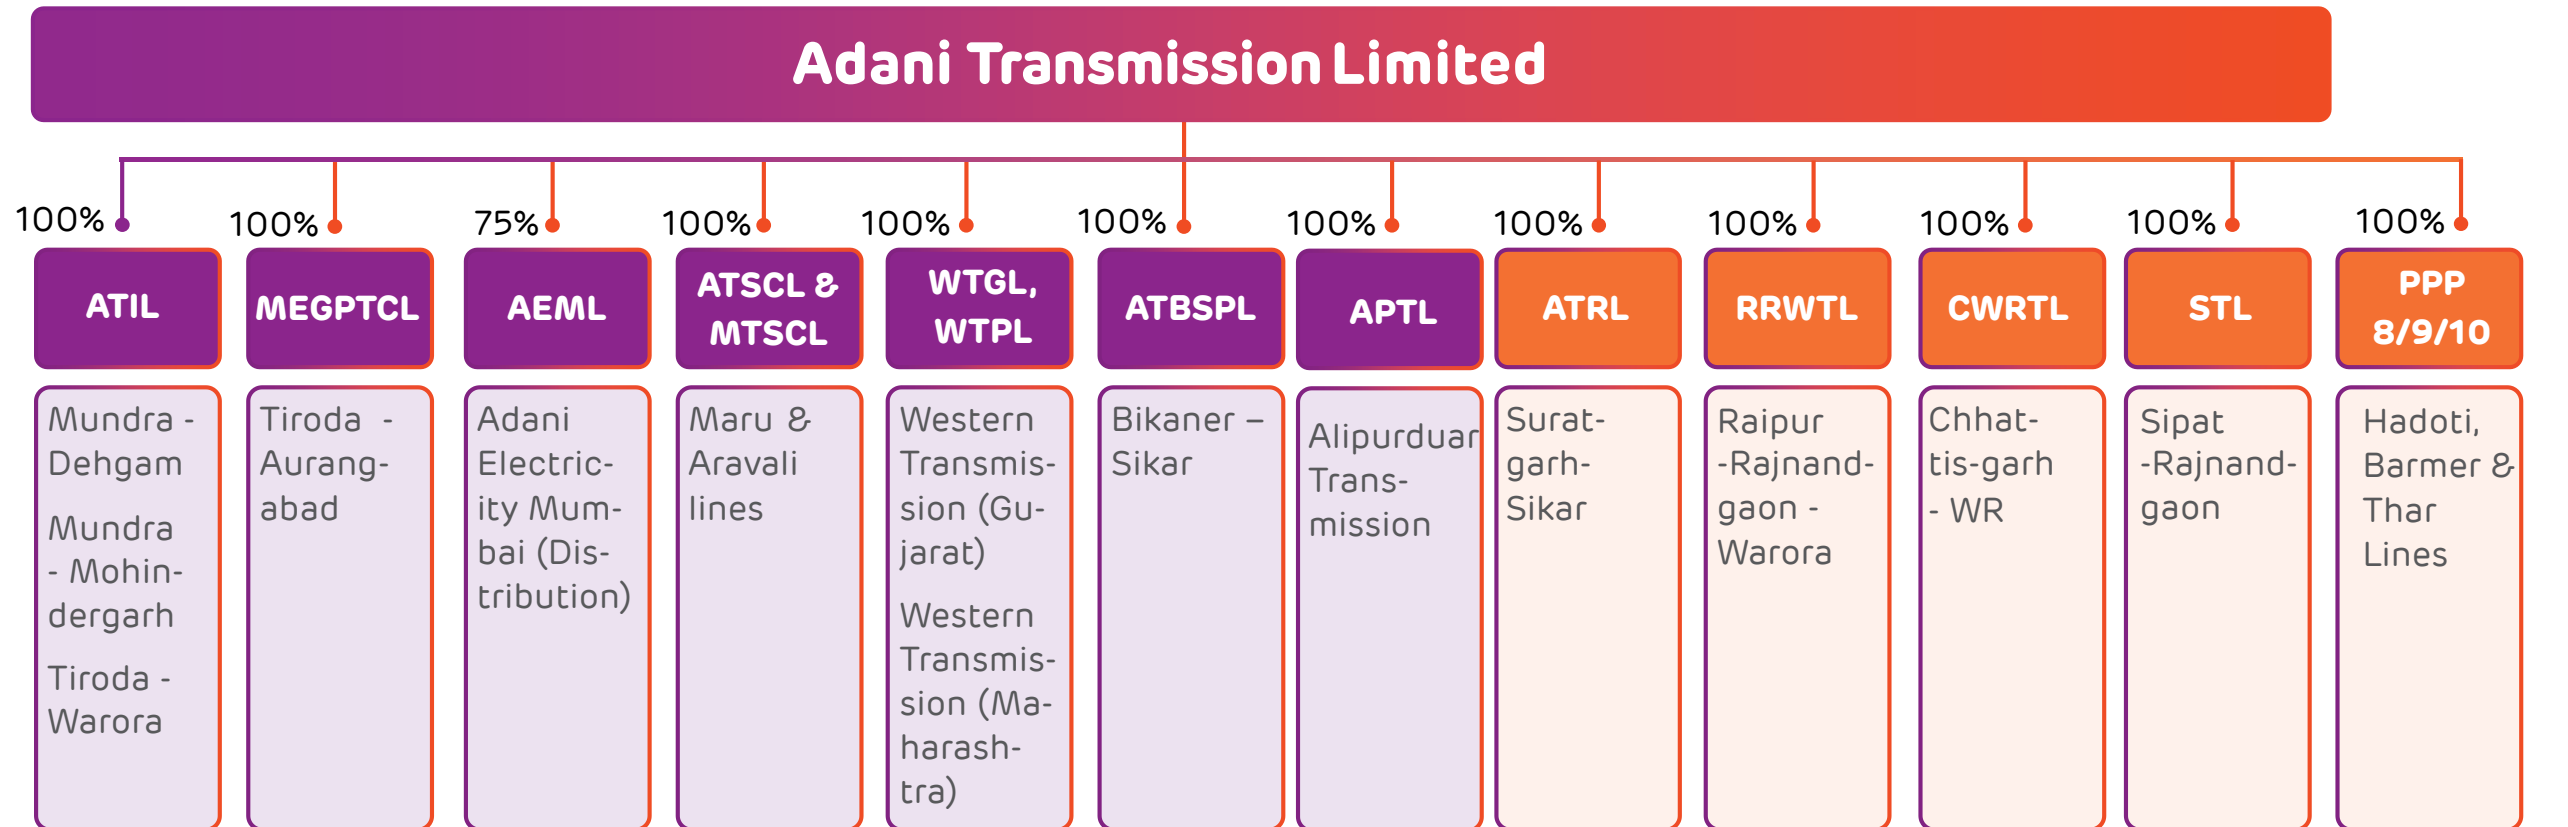 Adani Transmission Limited
100%
100%
75%
100%
100%
100%
100%
100%
100%
100%
100%
100%
ATIL
MEGPTCL
AEML
ATSCL &
MTSCL
WTGL,
WTPL
ATBSPL
APTL
ATRL
RRWTL
CWRTL
STL
PPP
8/9/10
Mundra -
Dehgam
Mundra
- Mohin-
dergarh
Tiroda -
Warora
Tiroda -
Aurang-
abad
Adani
Electric-
ity Mum-
bai (Dis-
tribution)
Maru &
Aravali
lines
Western
Transmis-
sion (Gu-
jarat)
Western
Transmis-
sion (Ma-
harash-
tra)
Bikaner –
Sikar
Alipurduar
Trans-
mission
Surat-
garh-
Sikar
Raipur
-Rajnand-
gaon -
Warora
Chhat-
tis-garh
- WR
Sipat
-Rajnand-
gaon
Hadoti,
Barmer &
Thar
Lines